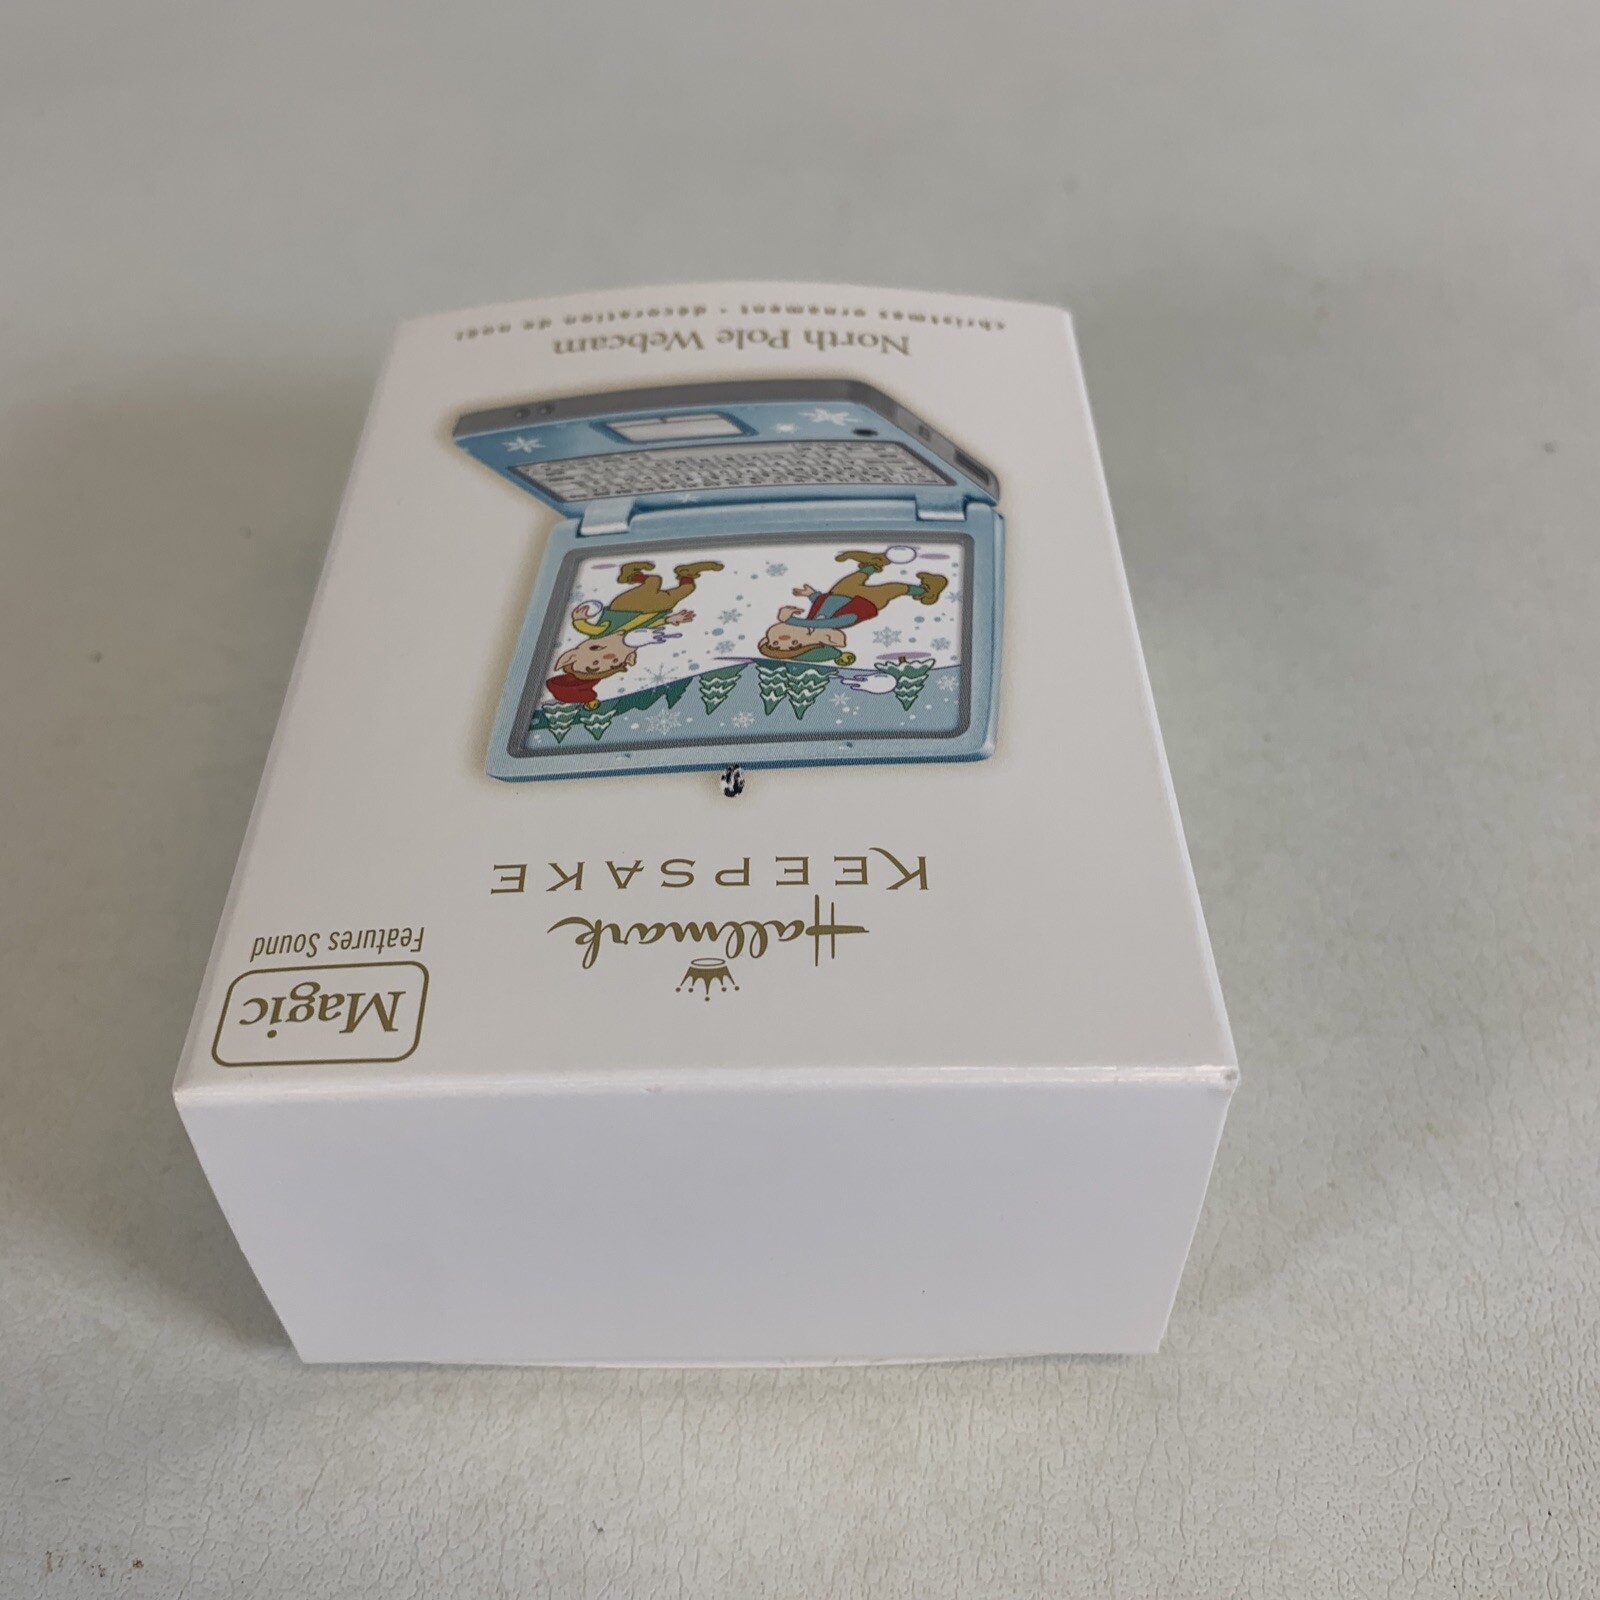 Magic
Features Sound
Hallmark
KEEPSAKE
North Pole Webcam
christmas ornament • décoration de noël